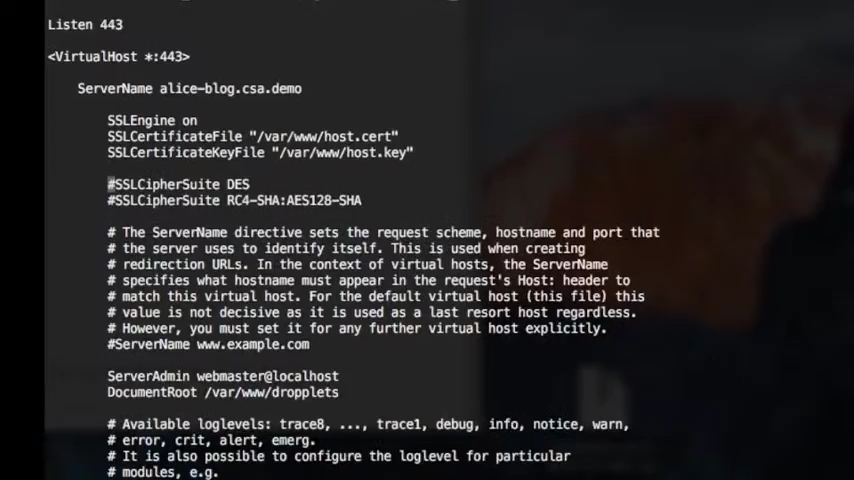 Listen 443
<VirtualHost *:443>
ServerName alice-blog.csa.demo
SSLEngine on
SSLCertificateFile "/var/www/host.cert"
SSLCertificateKeyFile "/var/www/host.key"
#SSLCipherSuite DES
#SSLCipherSuite RC4-SHA:AES128-SHA
# The ServerName directive sets the request scheme, hostname and port that
# the server uses to identify itself. This is used when creating
# redirection URLs. In the context of virtual hosts, the ServerName
# specifies what hostname must appear in the request's Host: header to
# match this virtual host. For the default virtual host (this file) this
# value is not decisive as it is used as a last resort host regardless.
# However, you must set it for any further virtual host explicitly.
#ServerName www.example.com
ServerAdmin webmaster@localhost
DocumentRoot /var/www/dropplets
# Available loglevels: trace8, ..., trace1, debug, info, notice, warn,
# error, crit, alert, emerg.
# It is also possible to configure the loglevel for particular
# modules, e.g.